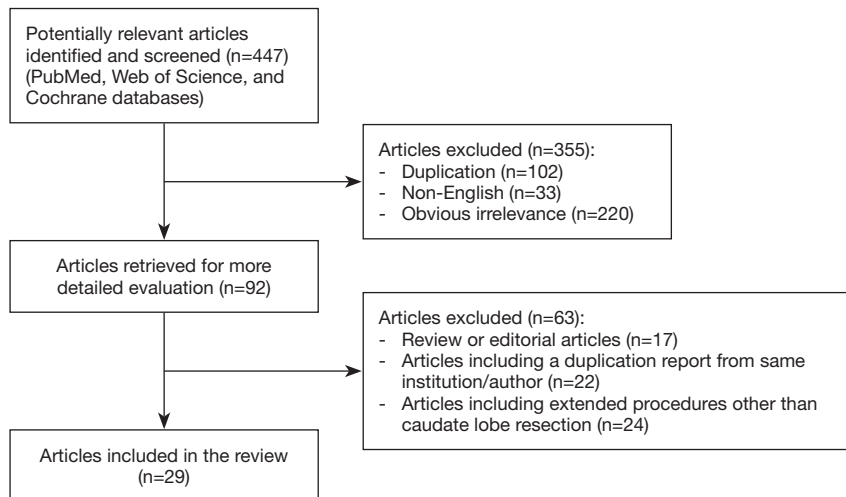 Potentially relevant articles
identified and screened (n=447)
(PubMed, Web of Science, and
Cochrane databases)
Articles excluded (n=355):
- Duplication (n=102)
- Non-English (n=33)
- Obvious irrelevance (n=220)
Articles retrieved for more
detailed evaluation (n=92)
Articles excluded (n=63):
- Review or editorial articles (n=17)
- Articles including a duplication report from same
institution/author (n=22)
- Articles including extended procedures other than
caudate lobe resection (n=24)
Articles included in the review
(n=29)